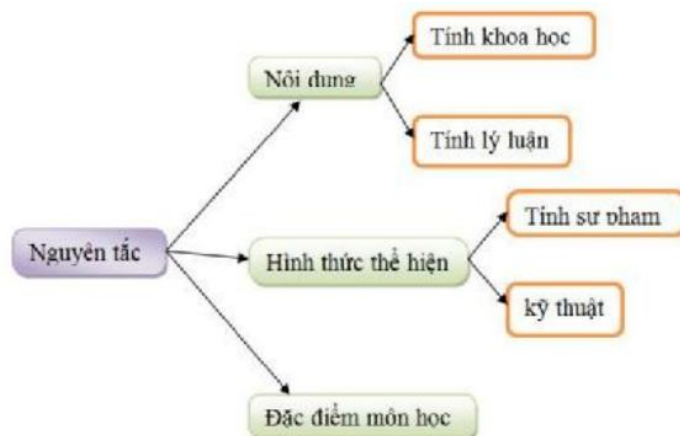 Tính khoa học
Nội dung
Tính lý luận
Tính sư phạm
Nguyên tắc
Hình thức thể hiện
kỹ thuật
Đặc điểm môn học